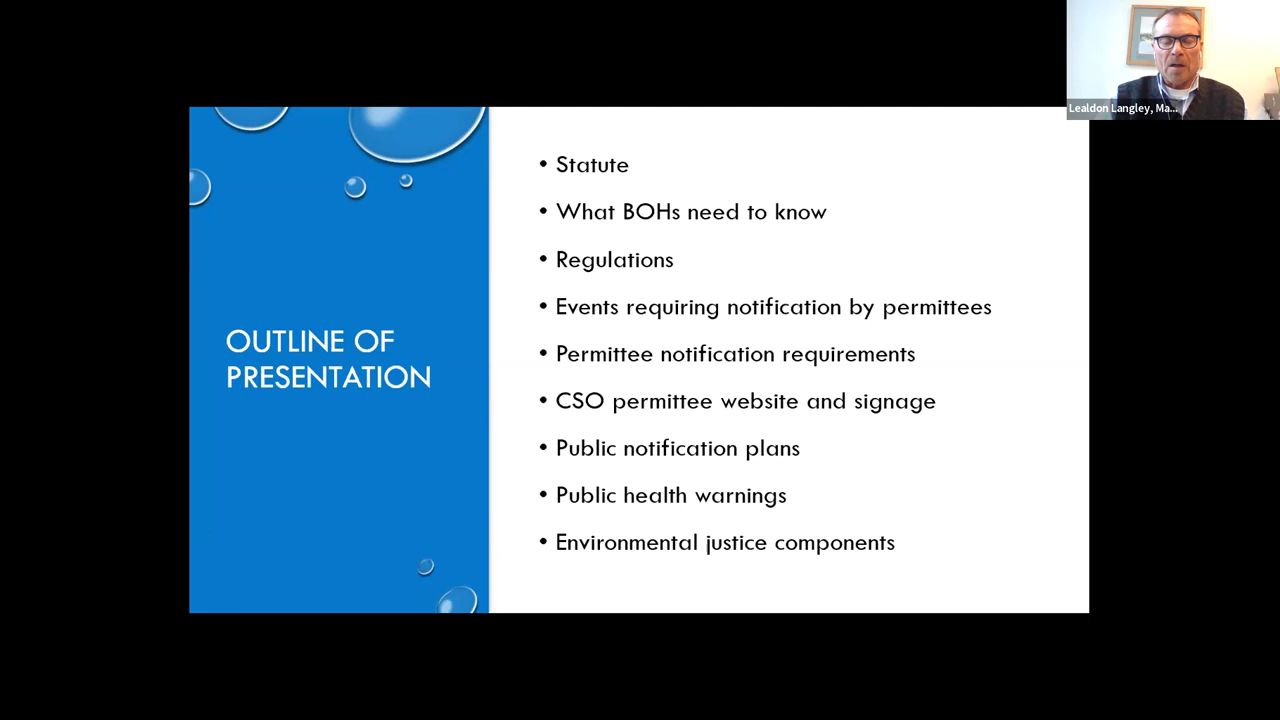 Lealdon Langley, Ma...
OUTLINE OF
PRESENTATION
• Statute
• What BOHs need to know
• Regulations
• Events requiring notification by permittees
• Permittee notification requirements
• CSO permittee website and signage
• Public notification plans
• Public health warnings
• Environmental justice components